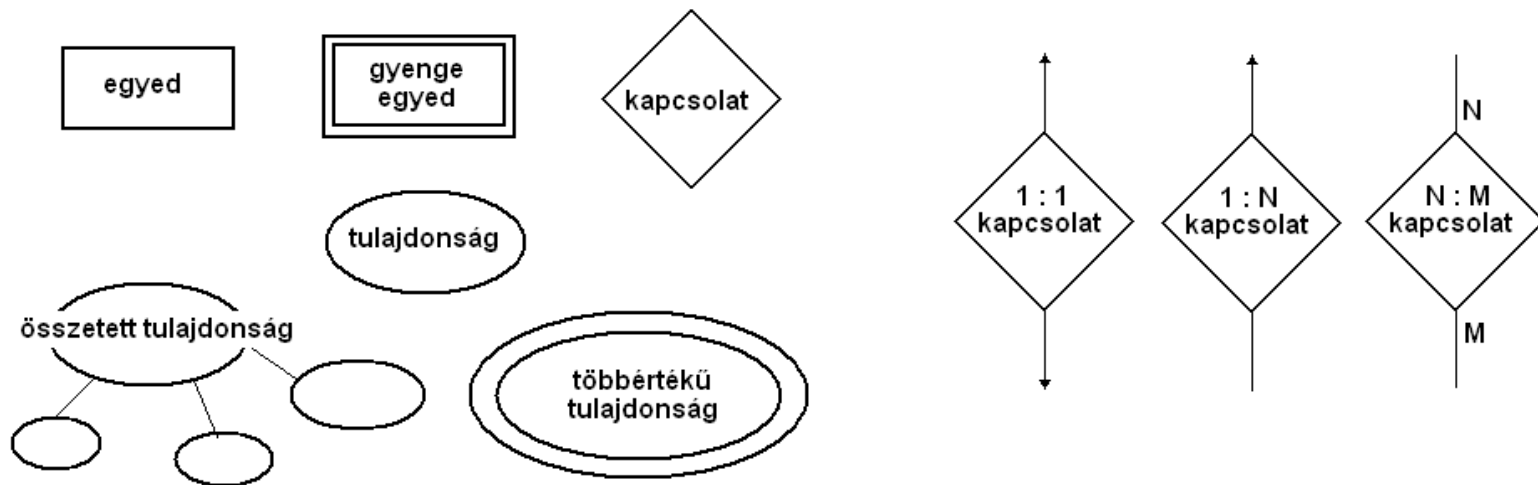 egyed
gyenge
egyed
kapcsolat
tulajdonság
összetett tulajdonság
többértékű
tulajdonság
1 : 1
kapcsolat
1 : N
kapcsolat
N
N : M
kapcsolat
M